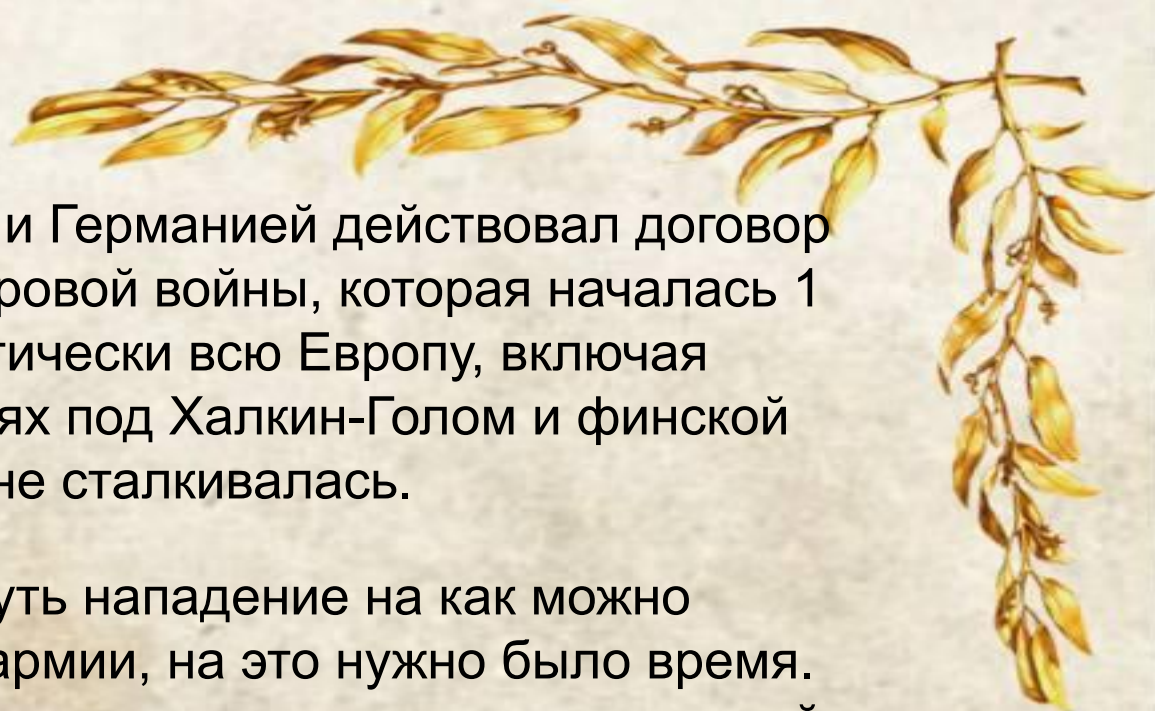 и Германией действовал договор
ровой войны, которая началась 1
тически всю Европу, включая
ях под Халкин-Голом и финской
не сталкивалась.
уть нападение на как можно
армии, на это нужно было время.